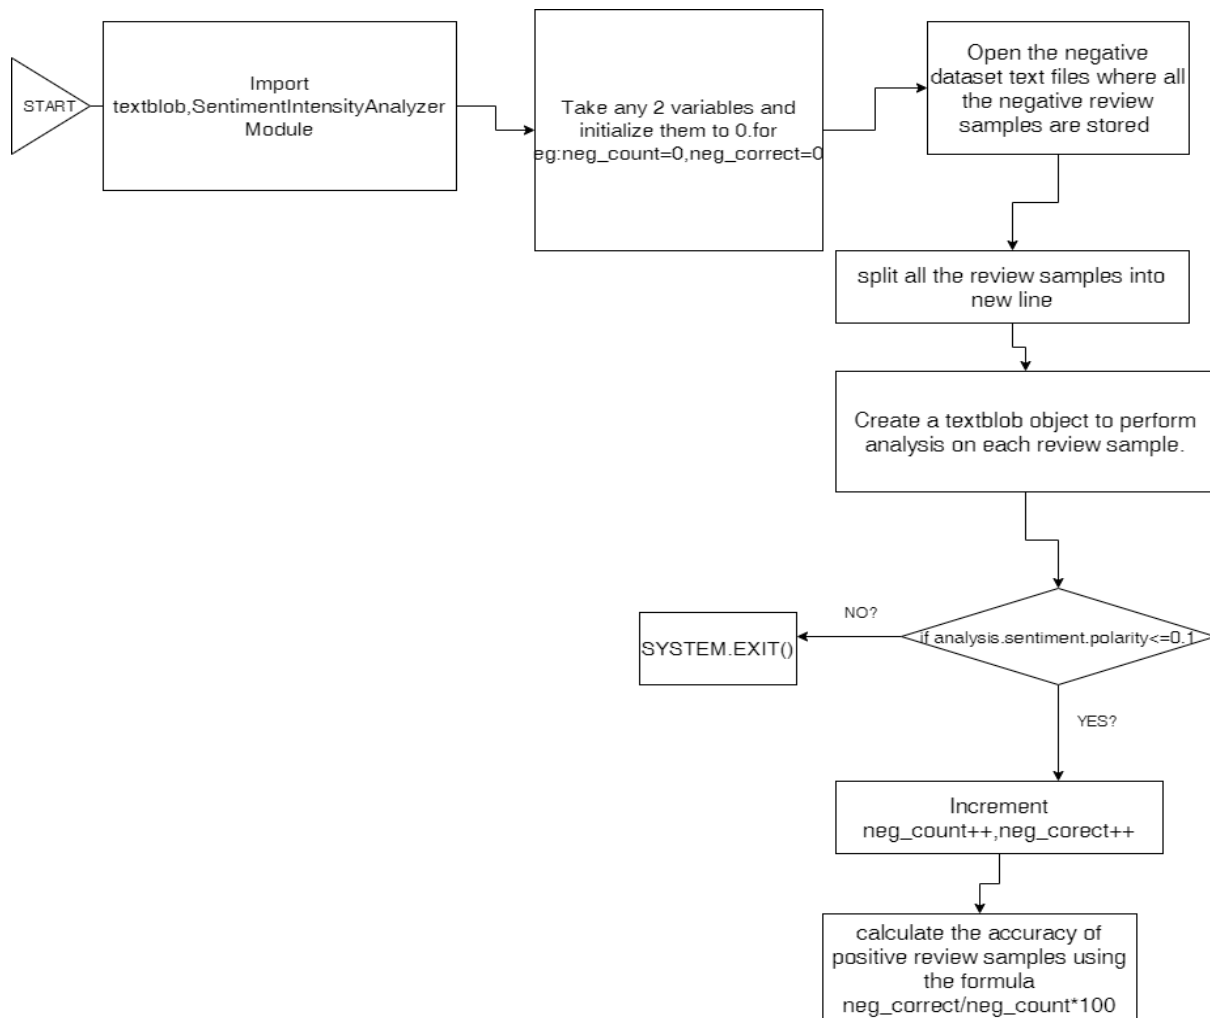 START
Import
textblob,SentimentIntensityAnalyzer
Module
Take any 2 variables and
initialize them to 0.for
eg:neg_count=0,neg_correct=0
Open the negative
dataset text files where all
the negative review
samples are stored
split all the review samples into
new line
Create a textblob object to perform
analysis on each review sample.
if analysis.sentiment.polarity<=0.1
NO?
SYSTEM.EXIT()
YES?
Increment
neg_count++,neg_corect++
calculate the accuracy of
positive review samples using
the formula
neg_correct/neg_count*100